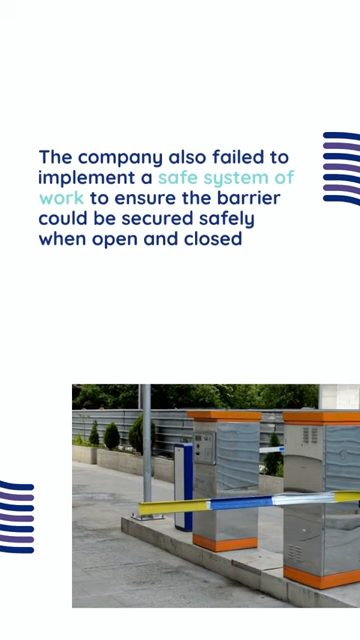 The company also failed to
implement a safe system of
work to ensure the barrier
could be secured safely
when open and closed